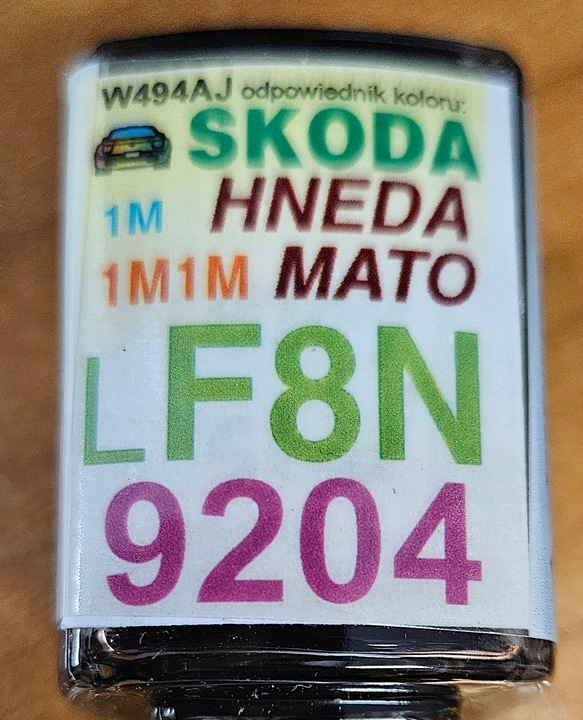 W494AJ odpowiednik koloru:
SKODA
1M HNEDA
1M1M MATO
LF8N
9204